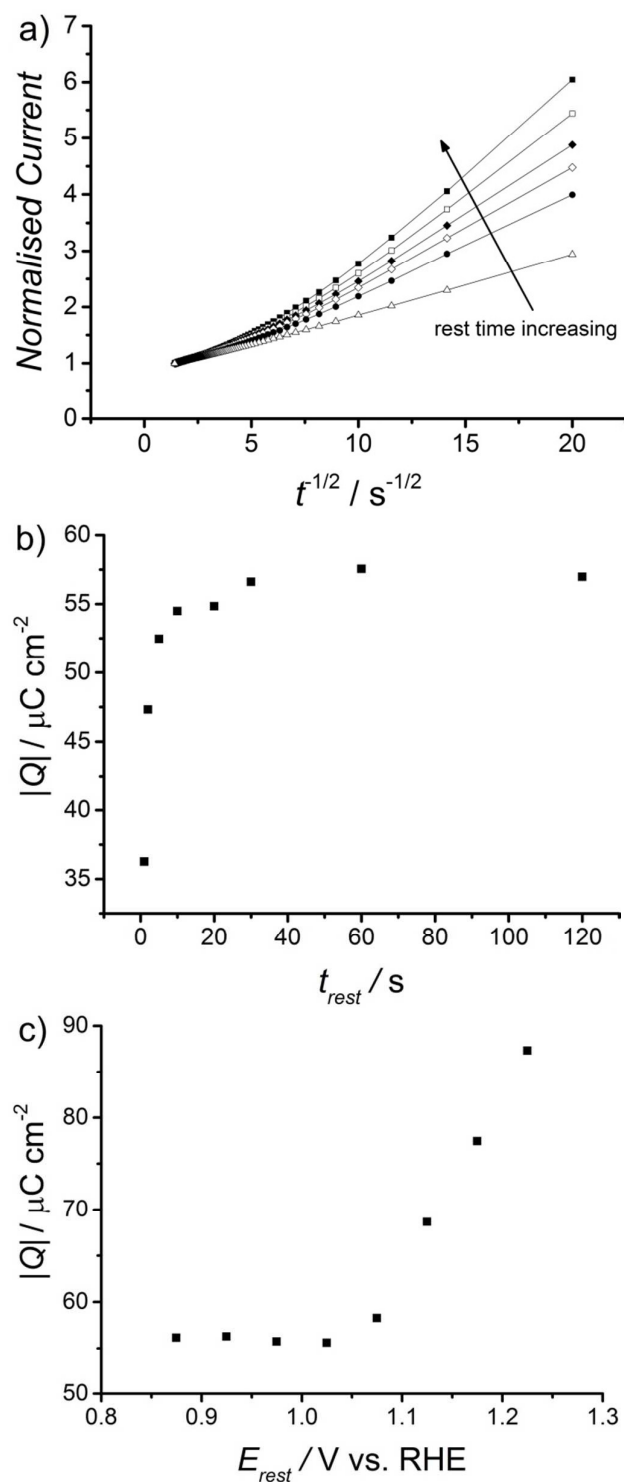 a)
Normalised Current
7
6
5
4
3
2
1
0
rest time increasing
0 5 10 15 20
t^-1/2 / s^-1/2
b)
|Q| / μC cm^-2
60
55
50
45
40
35
0 20 40 60 80 100 120
t_rest / s
c)
|Q| / μC cm^-2
90
80
70
60
50
0.8 0.9 1.0 1.1 1.2 1.3
E_rest / V vs. RHE